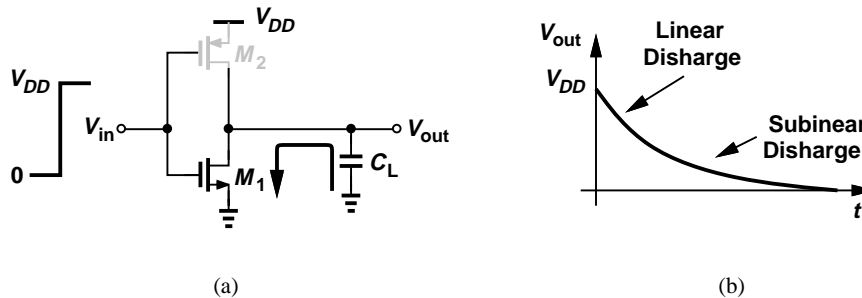 V_DD
M_2
V_DD
0
V_in
V_out
M_1
C_L
(a)
V_out
V_DD
Linear
Disharge
Subinear
Disharge
t
(b)